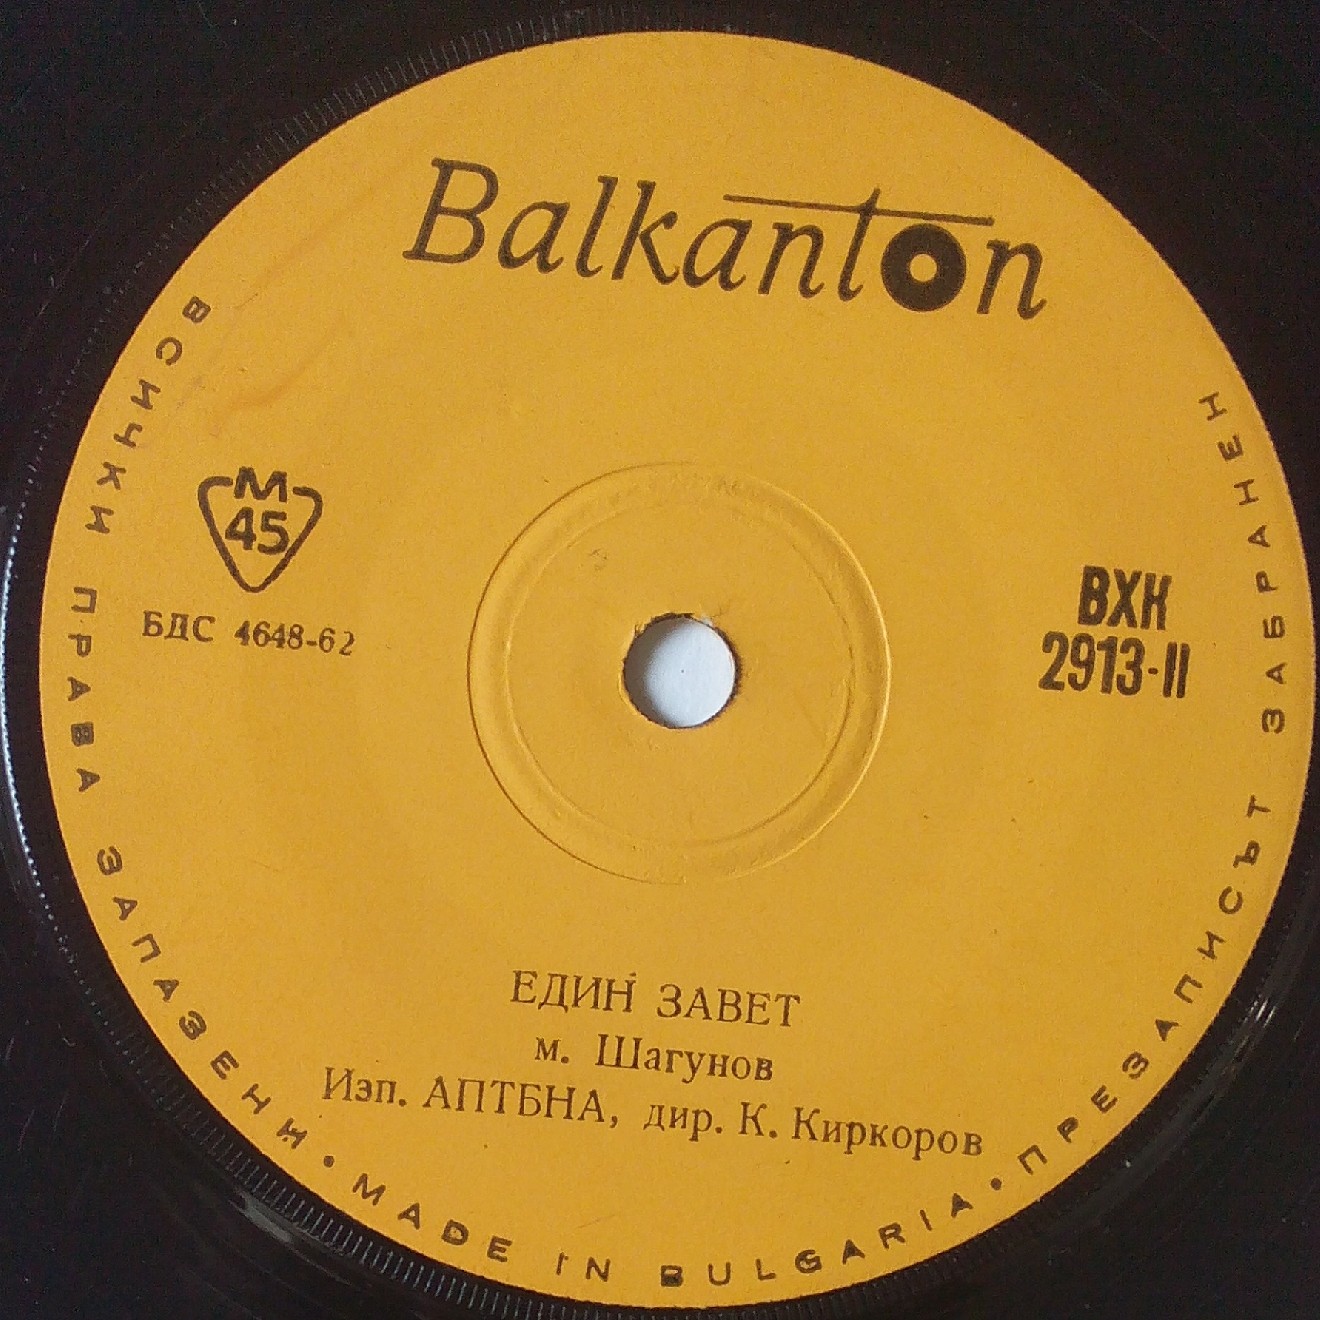 Balkanton
М
45
БДС 4648-62
ВХК
2913-II
ЕДИН ЗАВЕТ
м. Шагунов
Изп. АПТБНА, дир. К. Киркоров
ВСИЧКИ ПРАВА ЗАПАЗЕНИ • MADE IN BULGARIA • ПРЕЗАПИСЪТ ЗАБРАНЕН